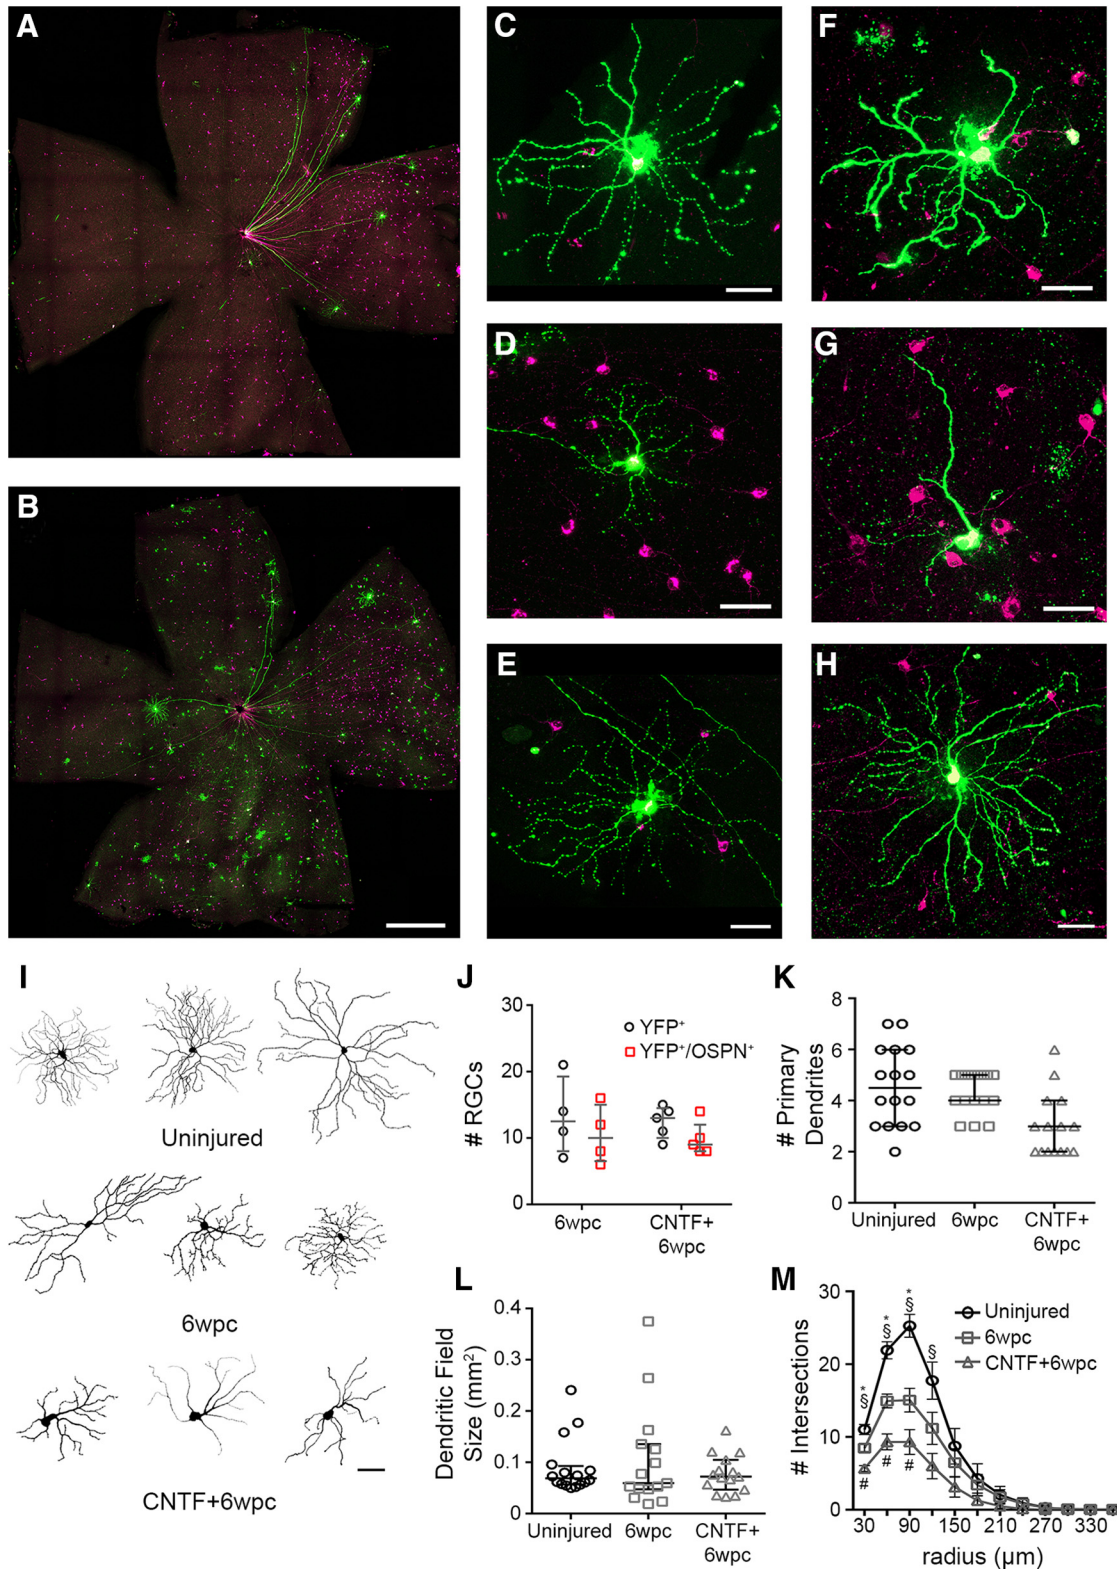 A
B
C
D
E
F
G
H
I
Uninjured
6wpc
CNTF+6wpc
J
# RGCs
30
20
10
0
YFP⁺
YFP⁺/OSPN⁺
6wpc
CNTF+
6wpc
K
# Primary
Dendrites
8
6
4
2
0
Uninjured
6wpc
CNTF+
6wpc
L
Dendritic Field
Size (mm²)
0.4
0.3
0.2
0.1
0
Uninjured
6wpc
CNTF+
6wpc
M
# Intersections
30
20
10
0
* § * § * § §
# # #
Uninjured
6wpc
CNTF+6wpc
30 90 150 210 270 330
radius (µm)